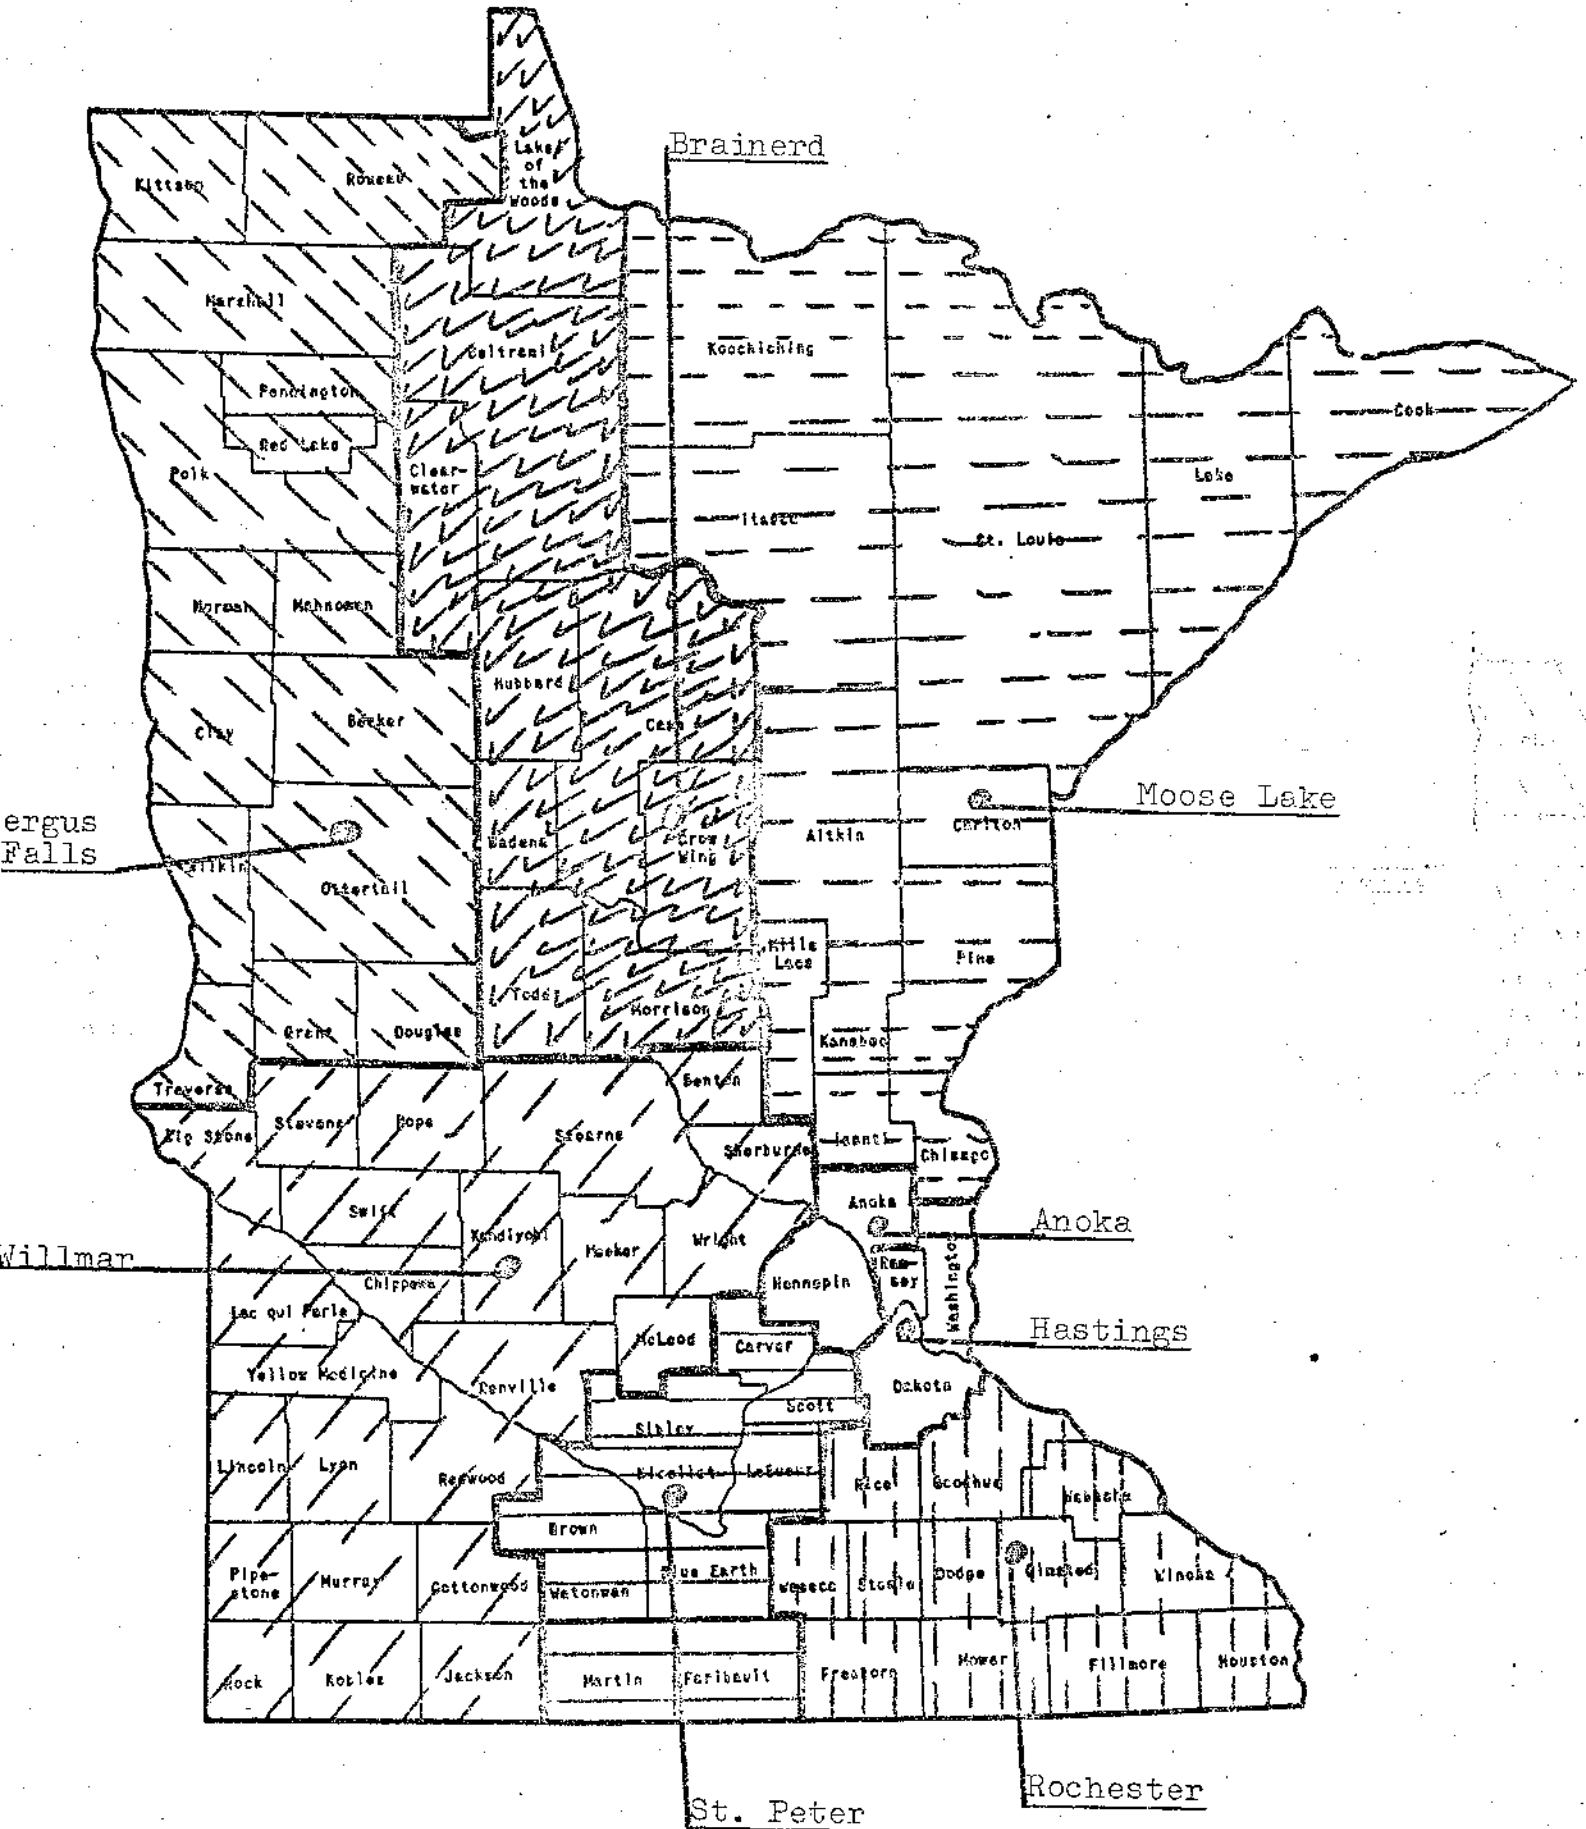 Brainerd
Lake
of
the
Woods
Kittson
Roseau
Marshall
Beltrami
Koochiching
Cook
Pennington
Red Lake
Clear-
water
Polk
Lake
Itasca
St. Louis
Norman
Mahnomen
Hubbard
Becker
Clay
Cass
Moose Lake
ergus
Falls
Wilkin
Ottertail
Wadena
Crow
Wing
Aitkin
Carlton
Mille
Lacs
Pine
Todd
Morrison
Grant
Douglas
Kanabec
Traverse
Benton
Big Stone
Stevens
Pope
Stearns
Sherburne
Isanti
Chisago
Swift
Anoka
Anoka
Kandiyohi
Meeker
Wright
Willmar
Chippewa
Hennepin
Ram-
sey
Washington
Lac qui Parle
McLeod
Carver
Hastings
Yellow Medicine
Renville
Dakota
Scott
Sibley
Lincoln
Lyon
Redwood
Nicollet
LeSueur
Rice
Goodhue
Wabasha
Brown
Pipe-
stone
Murray
Cottonwood
Watonwan
ue Earth
Waseca
Steele
Dodge
Olmsted
Winona
Rock
Nobles
Jackson
Martin
Faribault
Freeborn
Mower
Fillmore
Houston
Rochester
St. Peter